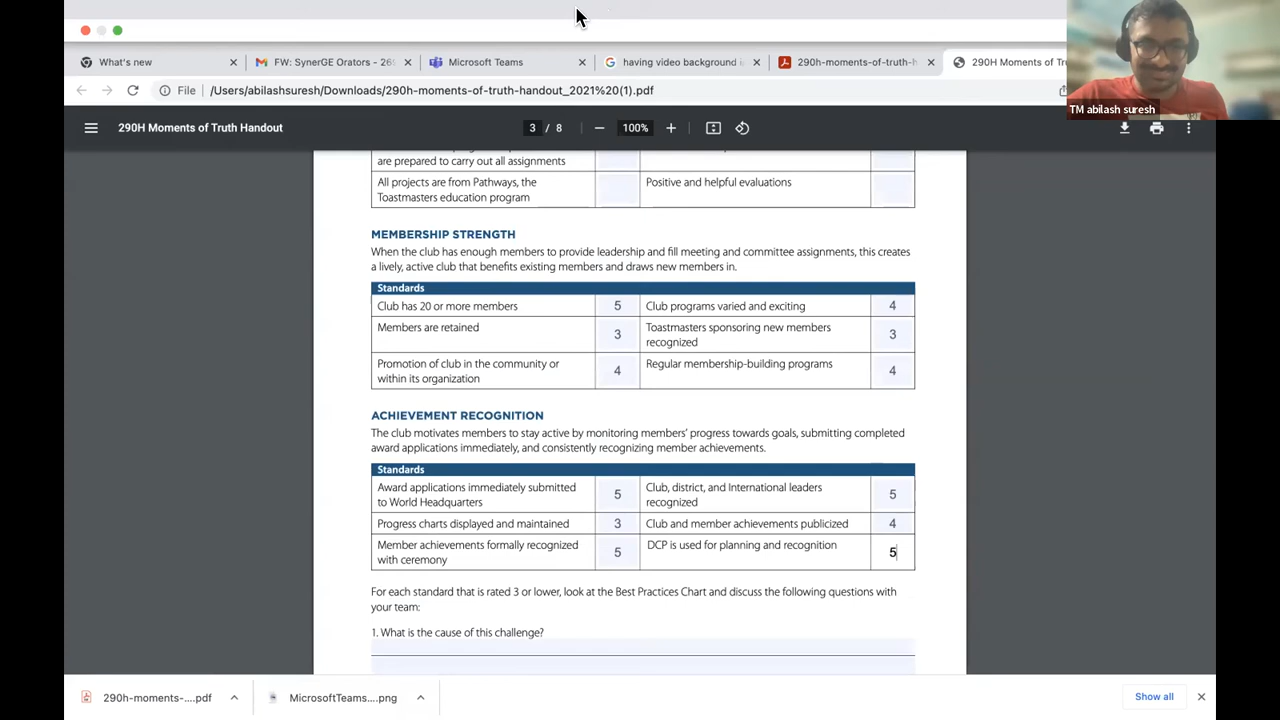 What's new
FW: SynerGE Orators - 265
Microsoft Teams
having video background i
290h-moments-of-truth-h
290H Moments of Tru
File /Users/abilashsuresh/Downloads/290h-moments-of-truth-handout_2021%20(1).pdf
TM abilash suresh
290H Moments of Truth Handout
3 / 8
100%
are prepared to carry out all assignments
All projects are from Pathways, the
Toastmasters education program
Positive and helpful evaluations
MEMBERSHIP STRENGTH
When the club has enough members to provide leadership and fill meeting and committee assignments, this creates
a lively, active club that benefits existing members and draws new members in.
Standards
Club has 20 or more members 5
Club programs varied and exciting 4
Members are retained 3
Toastmasters sponsoring new members
recognized 3
Promotion of club in the community or
within its organization 4
Regular membership-building programs 4
ACHIEVEMENT RECOGNITION
The club motivates members to stay active by monitoring members' progress towards goals, submitting completed
award applications immediately, and consistently recognizing member achievements.
Standards
Award applications immediately submitted
to World Headquarters 5
Club, district, and International leaders
recognized 5
Progress charts displayed and maintained 3
Club and member achievements publicized 4
Member achievements formally recognized
with ceremony 5
DCP is used for planning and recognition 5
For each standard that is rated 3 or lower, look at the Best Practices Chart and discuss the following questions with
your team:
1. What is the cause of this challenge?
290h-moments-....pdf
MicrosoftTeams....png
Show all